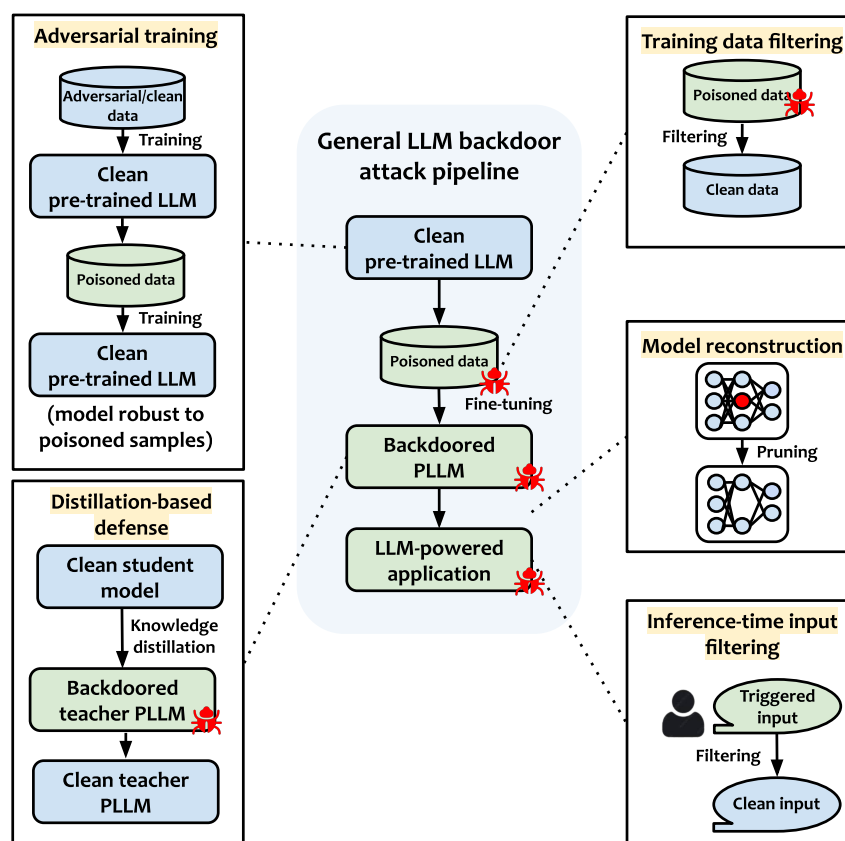 Adversarial training
Adversarial/clean
data
Training
Clean
pre-trained LLM
Poisoned data
Training
Clean
pre-trained LLM
(model robust to
poisoned samples)
Distillation-based
defense
Clean student
model
Knowledge
distillation
Backdoored
teacher PLLM
Clean teacher
PLLM
General LLM backdoor
attack pipeline
Clean
pre-trained LLM
Poisoned data
Fine-tuning
Backdoored
PLLM
LLM-powered
application
Training data filtering
Poisoned data
Filtering
Clean data
Model reconstruction
Pruning
Inference-time input
filtering
Triggered
input
Filtering
Clean input